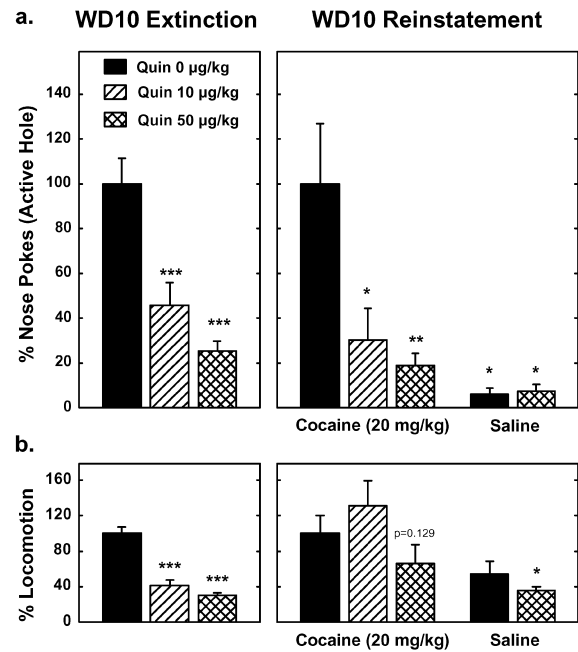 a.
WD10 Extinction
WD10 Reinstatement
% Nose Pokes (Active Hole)
140
120
100
80
60
40
20
0
Quin 0 µg/kg
Quin 10 µg/kg
Quin 50 µg/kg
***
***
*
**
*
*
Cocaine (20 mg/kg)
Saline
b.
% Locomotion
160
120
80
40
0
***
***
p=0.129
*
Cocaine (20 mg/kg)
Saline